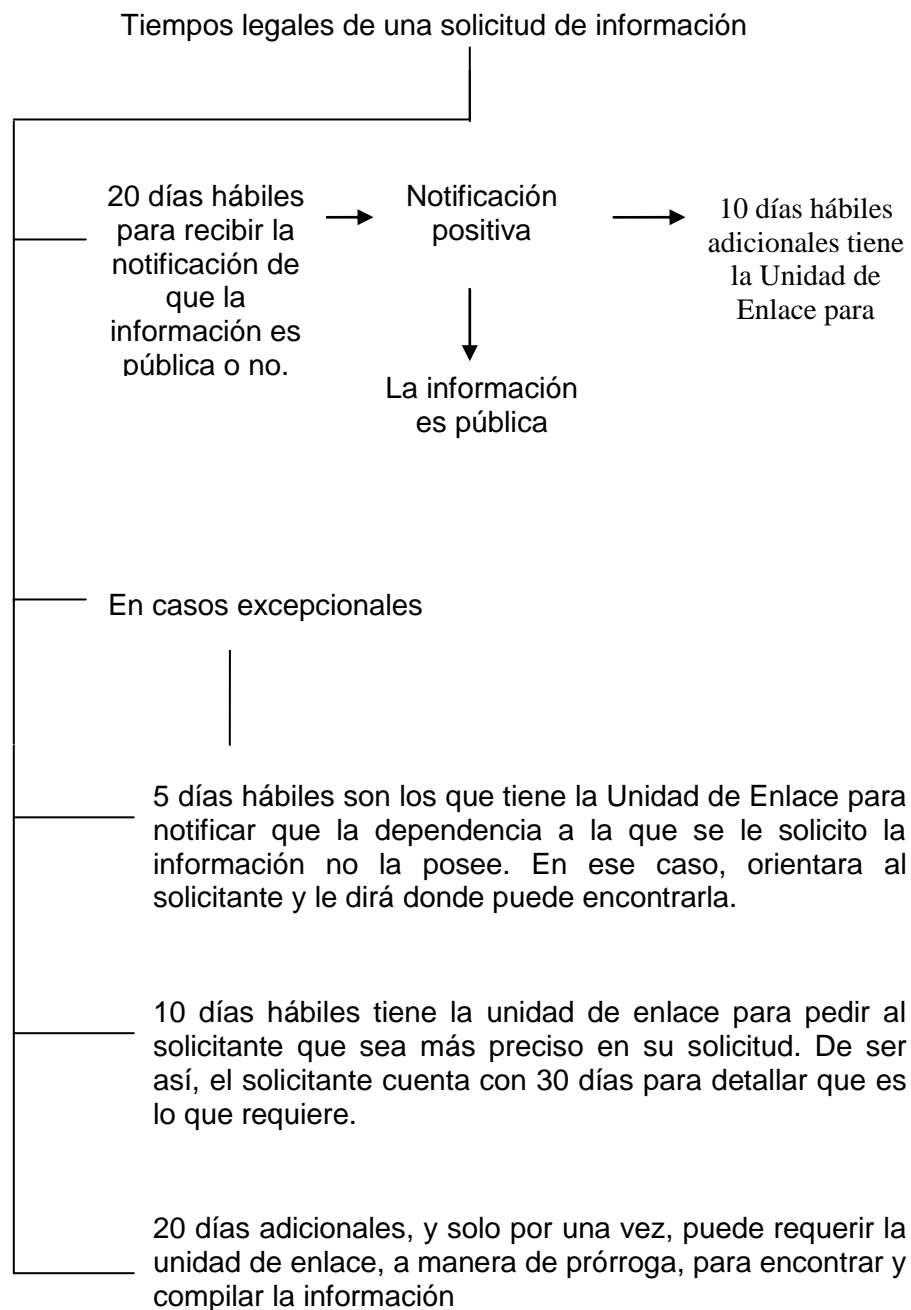 Tiempos legales de una solicitud de información
20 días hábiles
para recibir la
notificación de
que la
información es
pública o no.
Notificación
positiva
10 días hábiles
adicionales tiene
la Unidad de
Enlace para
La información
es pública
En casos excepcionales
5 días hábiles son los que tiene la Unidad de Enlace para
notificar que la dependencia a la que se le solicito la
información no la posee. En ese caso, orientara al
solicitante y le dirá donde puede encontrarla.
10 días hábiles tiene la unidad de enlace para pedir al
solicitante que sea más preciso en su solicitud. De ser
así, el solicitante cuenta con 30 días para detallar que es
lo que requiere.
20 días adicionales, y solo por una vez, puede requerir la
unidad de enlace, a manera de prórroga, para encontrar y
compilar la información